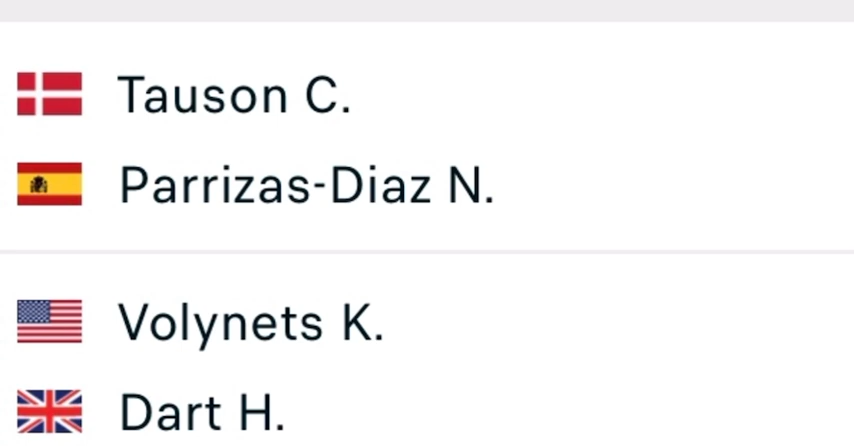 Tauson C.
Parrizas-Diaz N.
Volynets K.
Dart H.